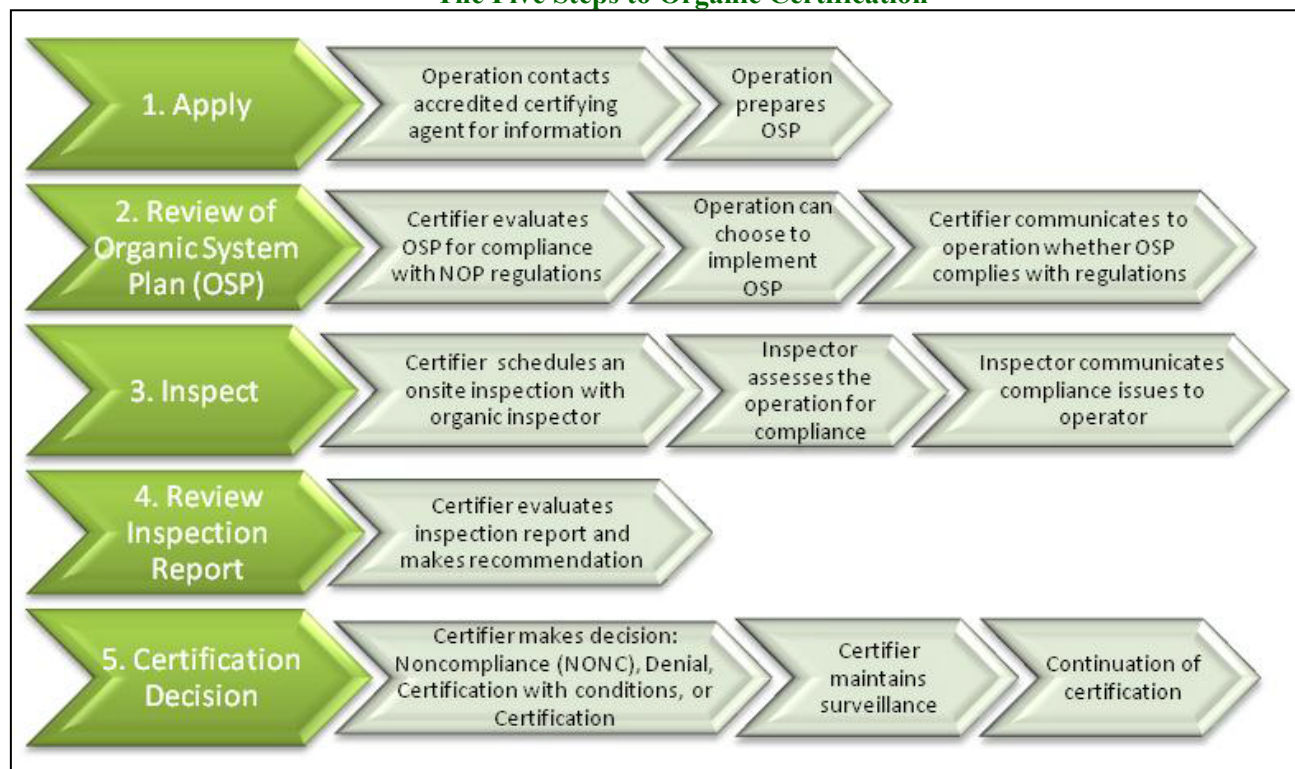 The Five Steps to Organic Certification
1. Apply
Operation contacts
accredited certifying
agent for information
Operation
prepares
OSP
2. Review of
Organic System
Plan (OSP)
Certifier evaluates
OSP for compliance
with NOP regulations
Operation can
choose to
implement
OSP
Certifier communicates to
operation whether OSP
complies with regulations
3. Inspect
Certifier schedules an
onsite inspection with
organic inspector
Inspector
assesses the
operation for
compliance
Inspector communicates
compliance issues to
operator
4. Review
Inspection
Report
Certifier evaluates
inspection report and
makes recommendation
5. Certification
Decision
Certifier makes decision:
Noncompliance (NONC), Denial,
Certification with conditions, or
Certification
Certifier
maintains
surveillance
Continuation of
certification